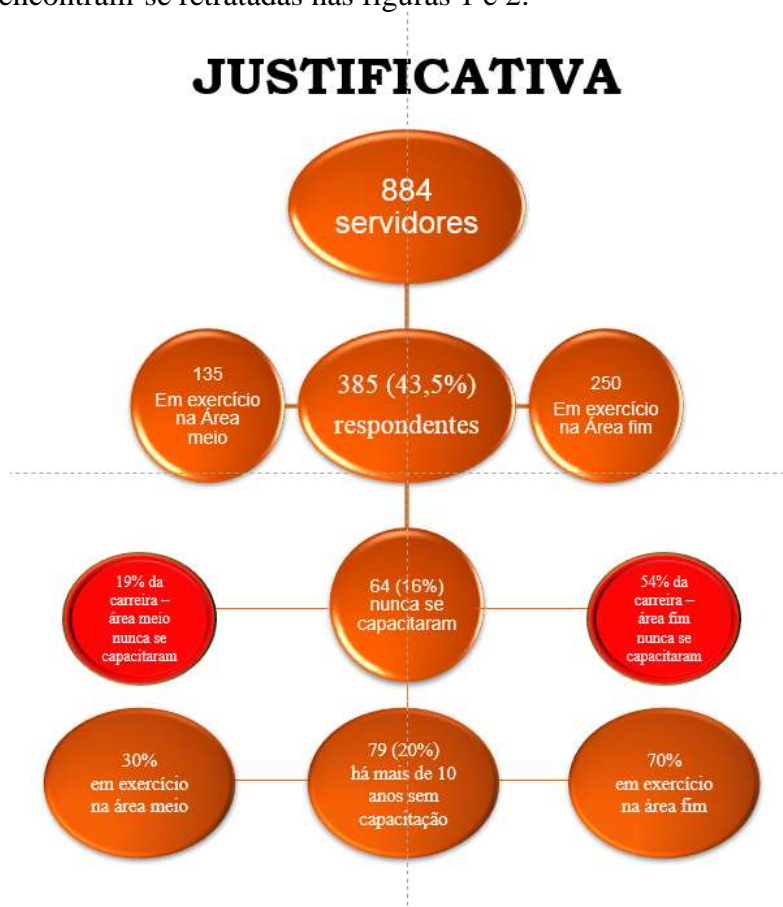 encontram-se retratadas nas figuras 1 e 2.
JUSTIFICATIVA
884
servidores
135
Em exercício
na Área
meio
385 (43,5%)
respondentes
250
Em exercício
na Área fim
19% da
carreira –
área meio
nunca se
capacitaram
64 (16%)
nunca se
capacitaram
54% da
carreira –
área fim
nunca se
capacitaram
30%
em exercício
na área meio
79 (20%)
há mais de 10
anos sem
capacitação
70%
em exercício
na área fim